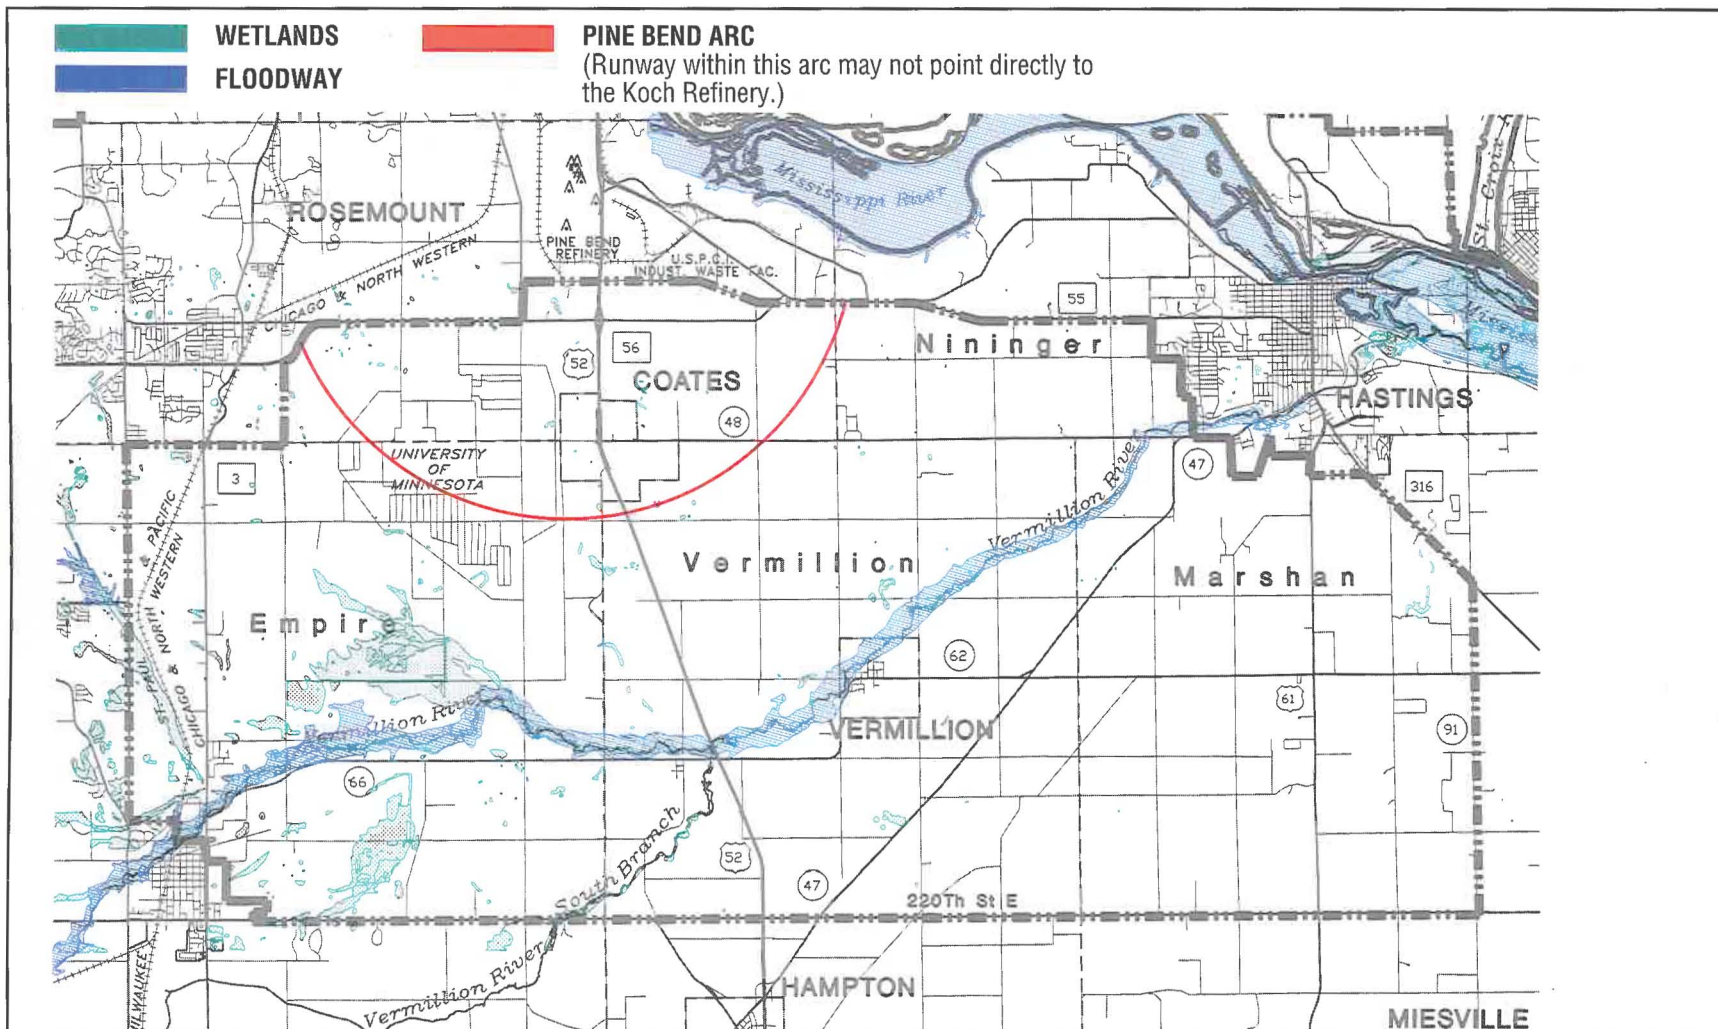 WETLANDS
FLOODWAY
PINE BEND ARC
(Runway within this arc may not point directly to
the Koch Refinery.)
ROSEMOUNT
CHICAGO & NORTH WESTERN
PINE BEND
REFINERY
U.S.P.C.I.
INDUST. WASTE FAC.
Mississippi River
St. Croix
55
Nininger
52
56
COATES
48
HASTINGS
UNIVERSITY
OF
MINNESOTA
3
47
316
Vermillion River
Vermillion
Marshan
Empire
62
61
91
ST. PAUL & PACIFIC
CHICAGO & NORTH WESTERN
Vermillion River
VERMILLION
66
South Branch
52
47
220Th St E
Vermillion River
HAMPTON
MIESVILLE